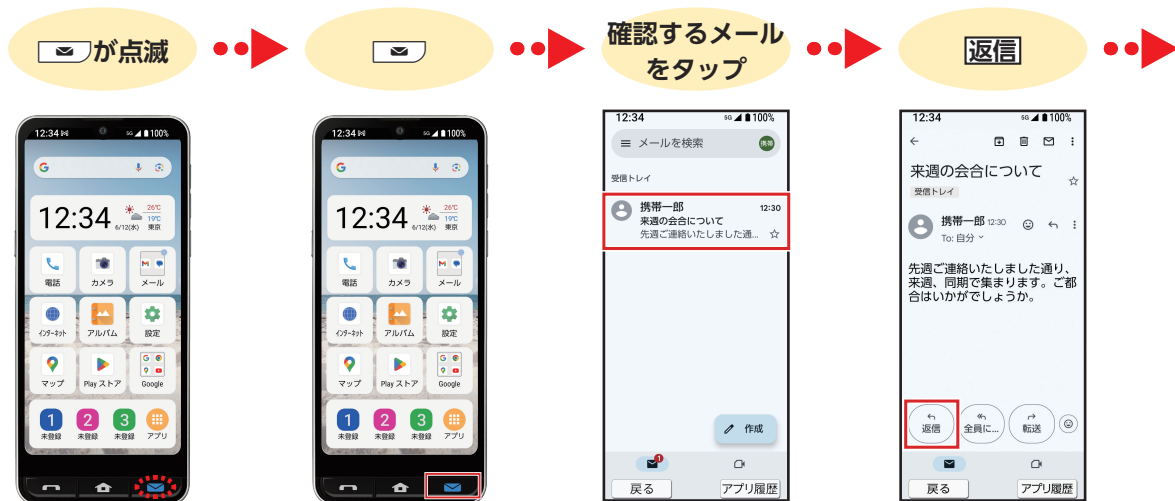 が点滅
確認するメール
をタップ
返信
12:34
5G
100%
G
12:34
26℃
19℃
6/12(水)
東京
電話
カメラ
メール
インターネット
アルバム
設定
マップ
Play ストア
Google
1
2
3
未登録
未登録
未登録
アプリ
12:34
5G
100%
G
12:34
26℃
19℃
6/12(水)
東京
電話
カメラ
メール
インターネット
アルバム
設定
マップ
Play ストア
Google
1
2
3
未登録
未登録
未登録
アプリ
12:34
5G
100%
メールを検索
携帯
受信トレイ
携帯一郎
12:30
来週の会合について
先週ご連絡いたしました通...
作成
1
戻る
アプリ履歴
12:34
5G
100%
来週の会合について
受信トレイ
携帯一郎 12:30
To: 自分
先週ご連絡いたしました通り、
来週、同期で集まります。ご都
合はいかがでしょうか。
返信
全員に...
転送
戻る
アプリ履歴